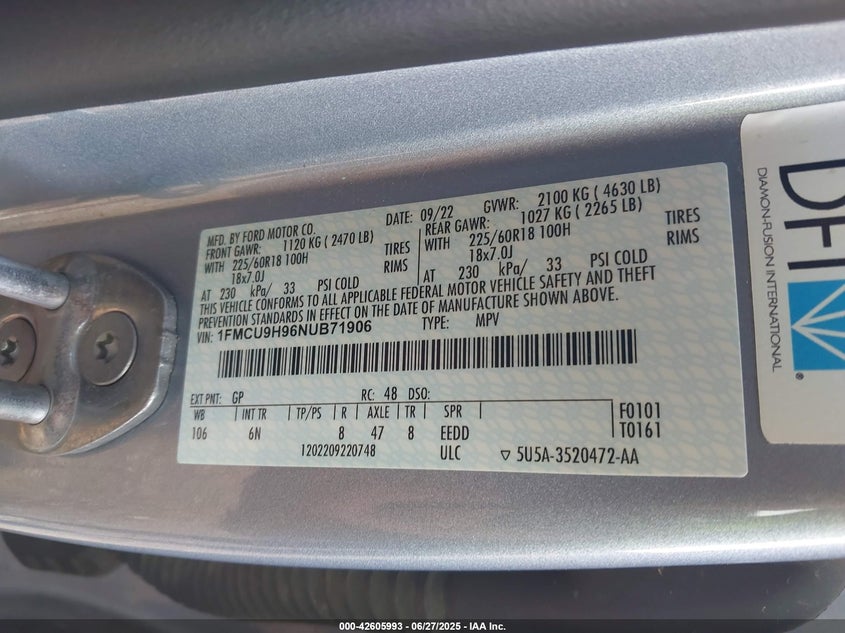 MFD. BY FORD MOTOR CO.
DATE: 09/22
GVWR: 2100 KG ( 4630 LB)
FRONT GAWR: 1120 KG ( 2470 LB)
REAR GAWR: 1027 KG ( 2265 LB)
WITH 225/60R18 100H TIRES
18x7.0J RIMS
AT 230 kPa/ 33 PSI COLD
WITH 225/60R18 100H TIRES
18x7.0J RIMS
AT 230 kPa/ 33 PSI COLD
THIS VEHICLE CONFORMS TO ALL APPLICABLE FEDERAL MOTOR VEHICLE SAFETY AND THEFT
PREVENTION STANDARDS IN EFFECT ON THE DATE OF MANUFACTURE SHOWN ABOVE.
VIN: 1FMCU9H96NUB71906
TYPE: MPV
EXT PNT: GP RC: 48 DSO:
WB INT TR TP/PS R AXLE TR SPR F0101
106 6N 8 47 8 EEDD T0161
1202209220748 ULC ▽ 5U5A-3520472-AA
DFI
DIAMON-FUSION INTERNATIONAL
®
000-42605993 | 06/27/2025 - IAA Inc.